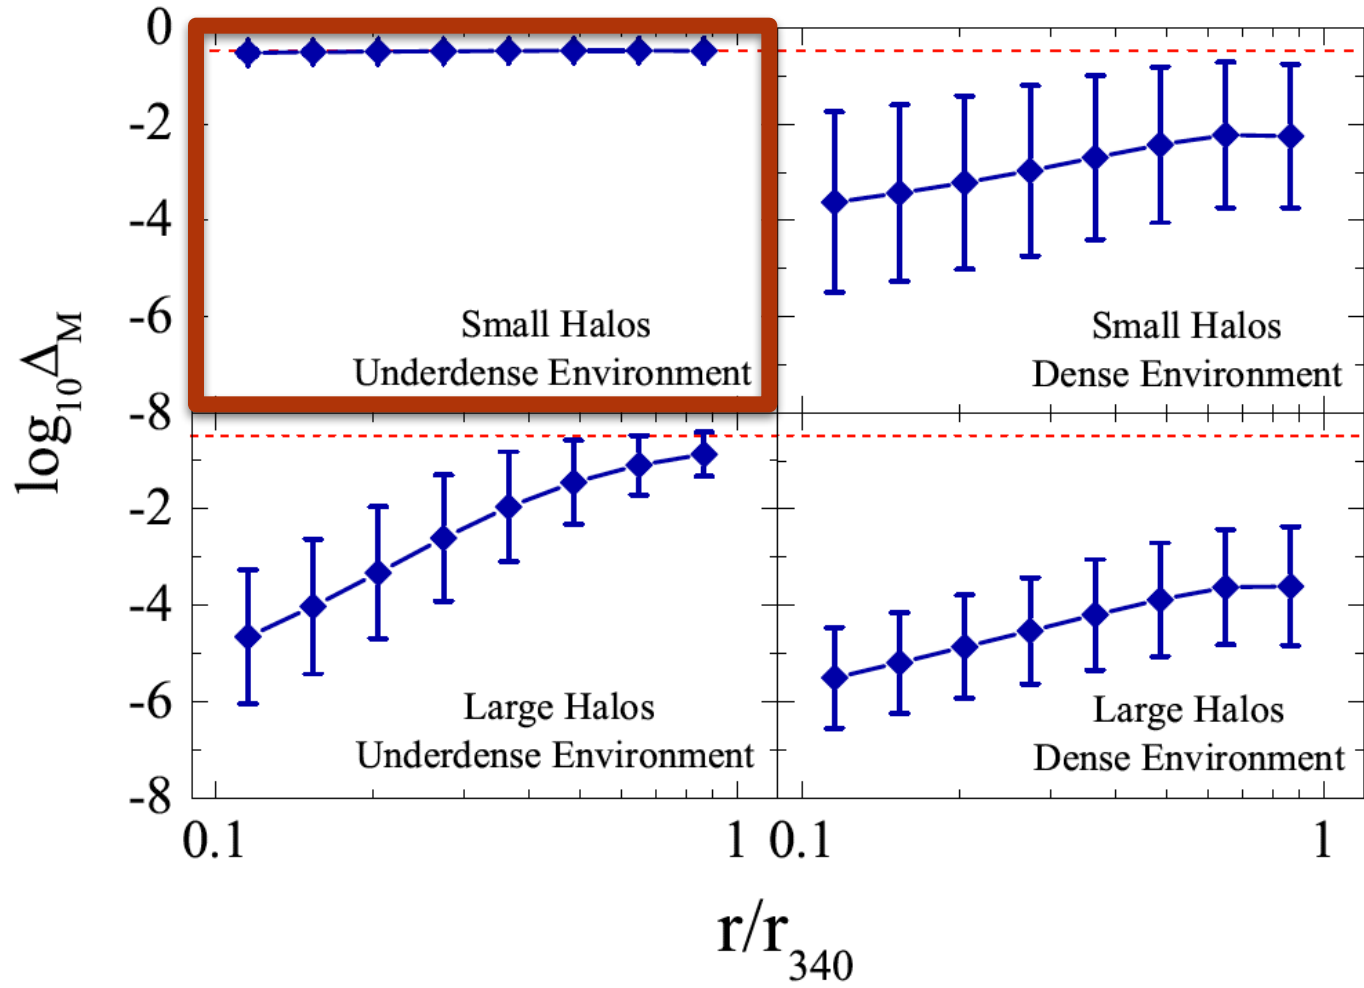 0
-2
-4
-6
-8
-2
-4
-6
-8
log₁₀Δ_M
Small Halos
Underdense Environment
Small Halos
Dense Environment
Large Halos
Underdense Environment
Large Halos
Dense Environment
0.1
1
0.1
1
r/r₃₄₀